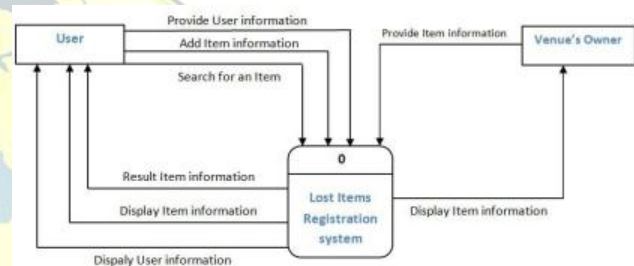 Provide User information
User
Add Item information
Search for an Item
Provide Item information
Venue's Owner
0
Lost Items
Registration
system
Result Item information
Display Item information
Dispaly User information
Display Item information